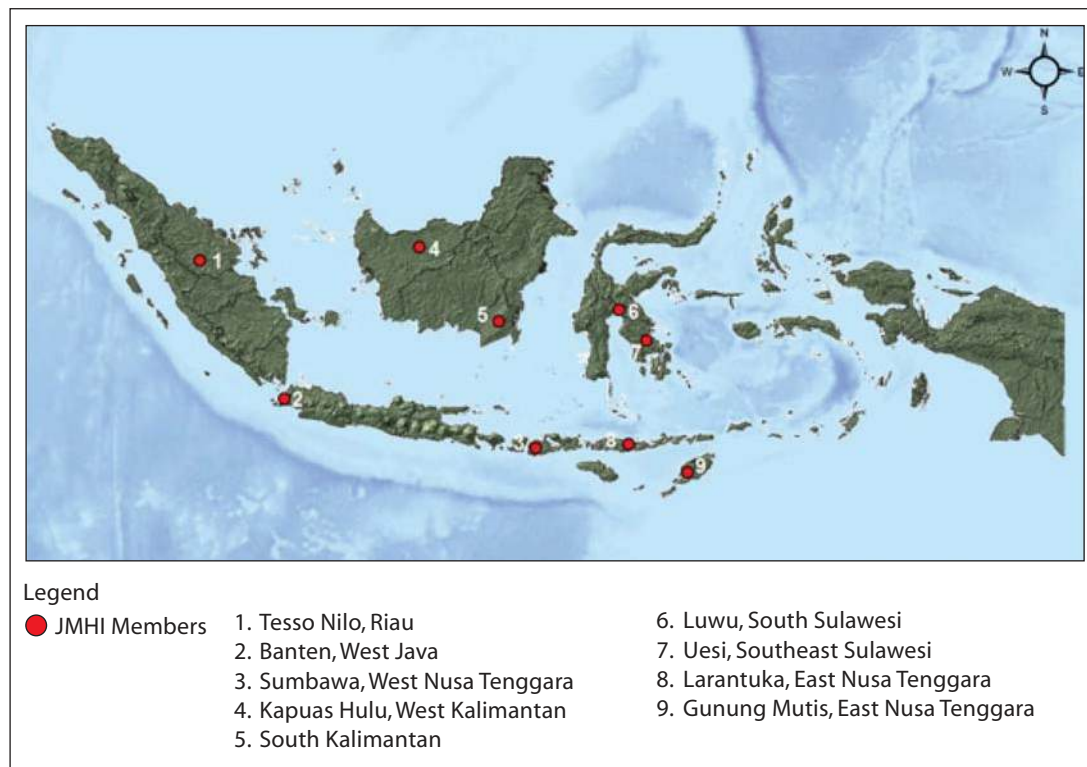 N
W E
S
1
4
5
6
7
2
3
8
9
Legend
JMHI Members
1. Tesso Nilo, Riau
2. Banten, West Java
3. Sumbawa, West Nusa Tenggara
4. Kapuas Hulu, West Kalimantan
5. South Kalimantan
6. Luwu, South Sulawesi
7. Uesi, Southeast Sulawesi
8. Larantuka, East Nusa Tenggara
9. Gunung Mutis, East Nusa Tenggara